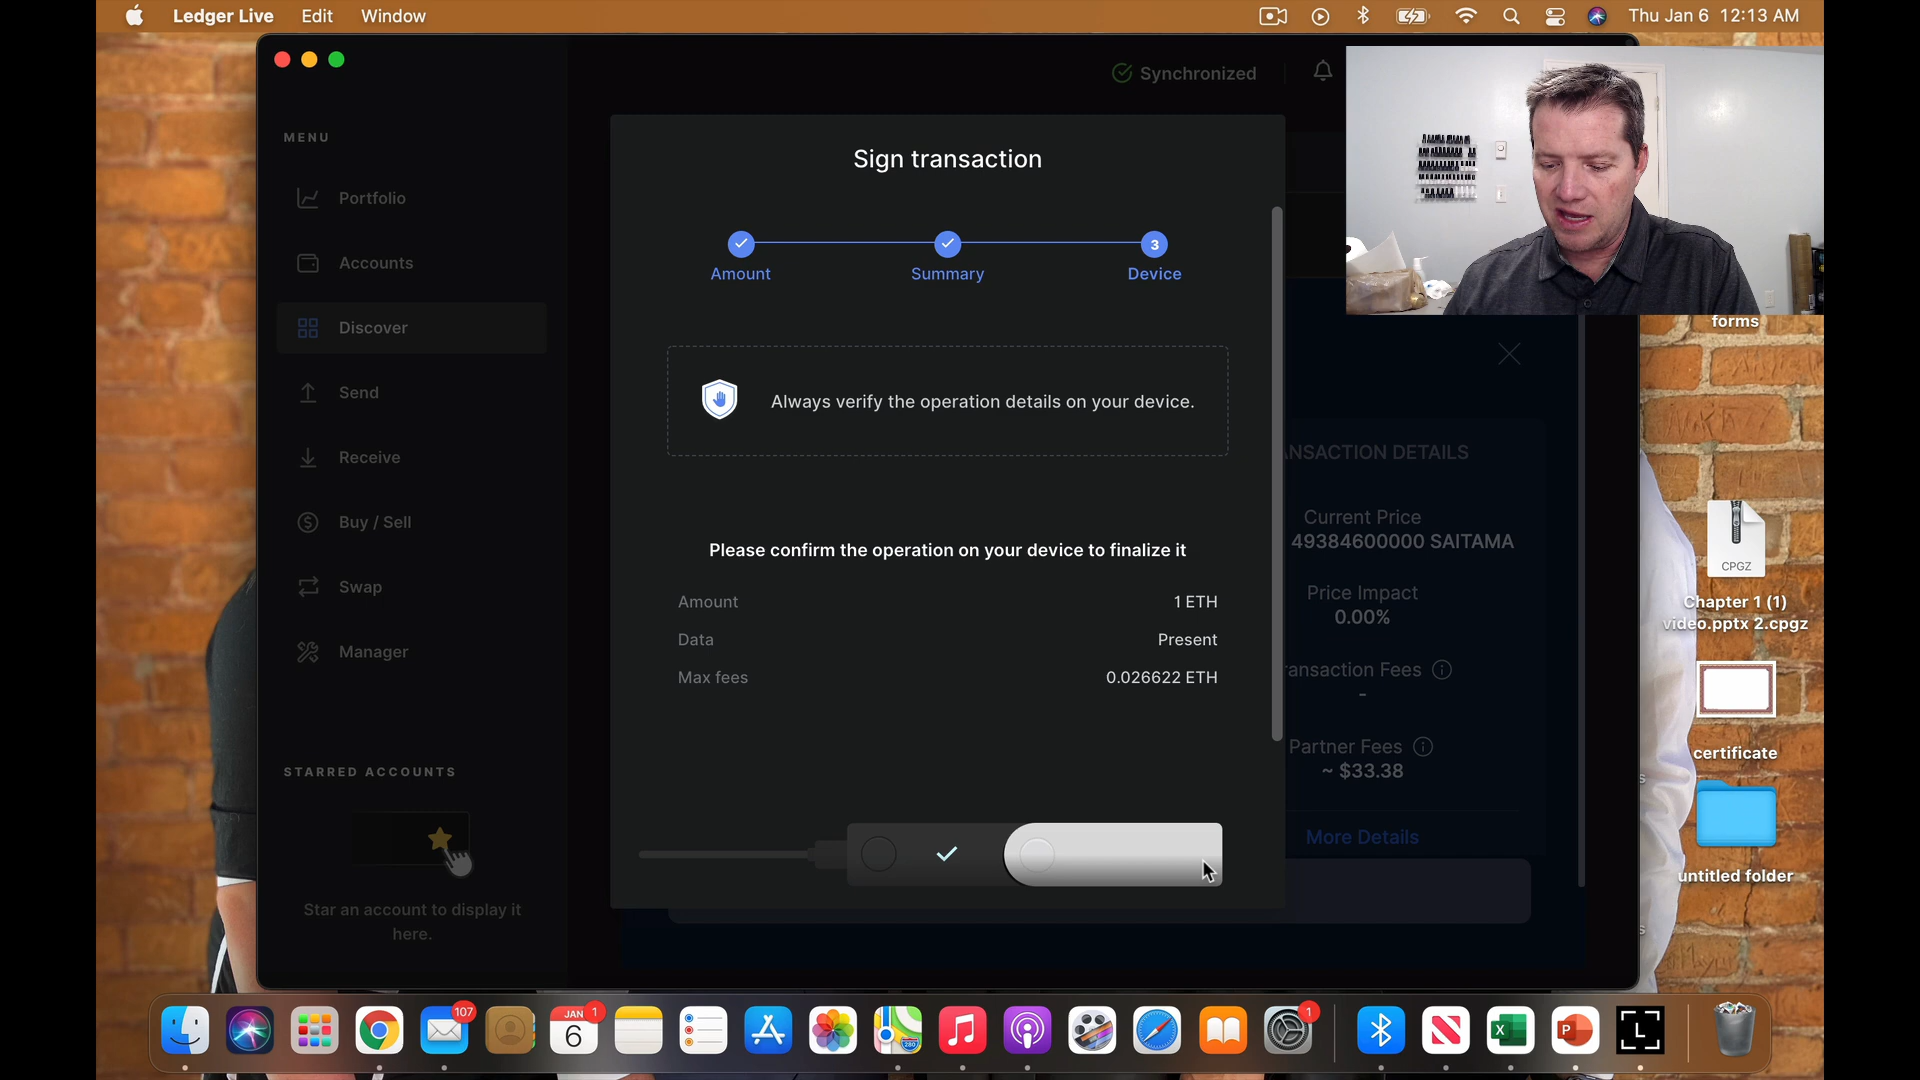 Ledger Live Edit Window
Thu Jan 6 12:13 AM
Synchronized
MENU
Portfolio
Accounts
Discover
Send
Receive
Buy / Sell
Swap
Manager
STARRED ACCOUNTS
Star an account to display it
here.
Sign transaction
3
Amount Summary Device
Always verify the operation details on your device.
Please confirm the operation on your device to finalize it
Amount 1 ETH
Data Present
Max fees 0.026622 ETH
NSACTION DETAILS
Current Price
49384600000 SAITAMA
Price Impact
0.00%
ansaction Fees
-
Partner Fees
~ $33.38
More Details
forms
CPGZ
Chapter 1 (1)
video.pptx 2.cpgz
certificate
untitled folder
107
JAN
6
1
280
1
X
P
L